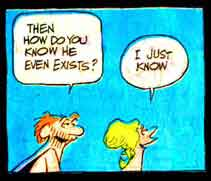 THEN
HOW DO YOU
KNOW HE
EVEN EXISTS?
I JUST
KNOW